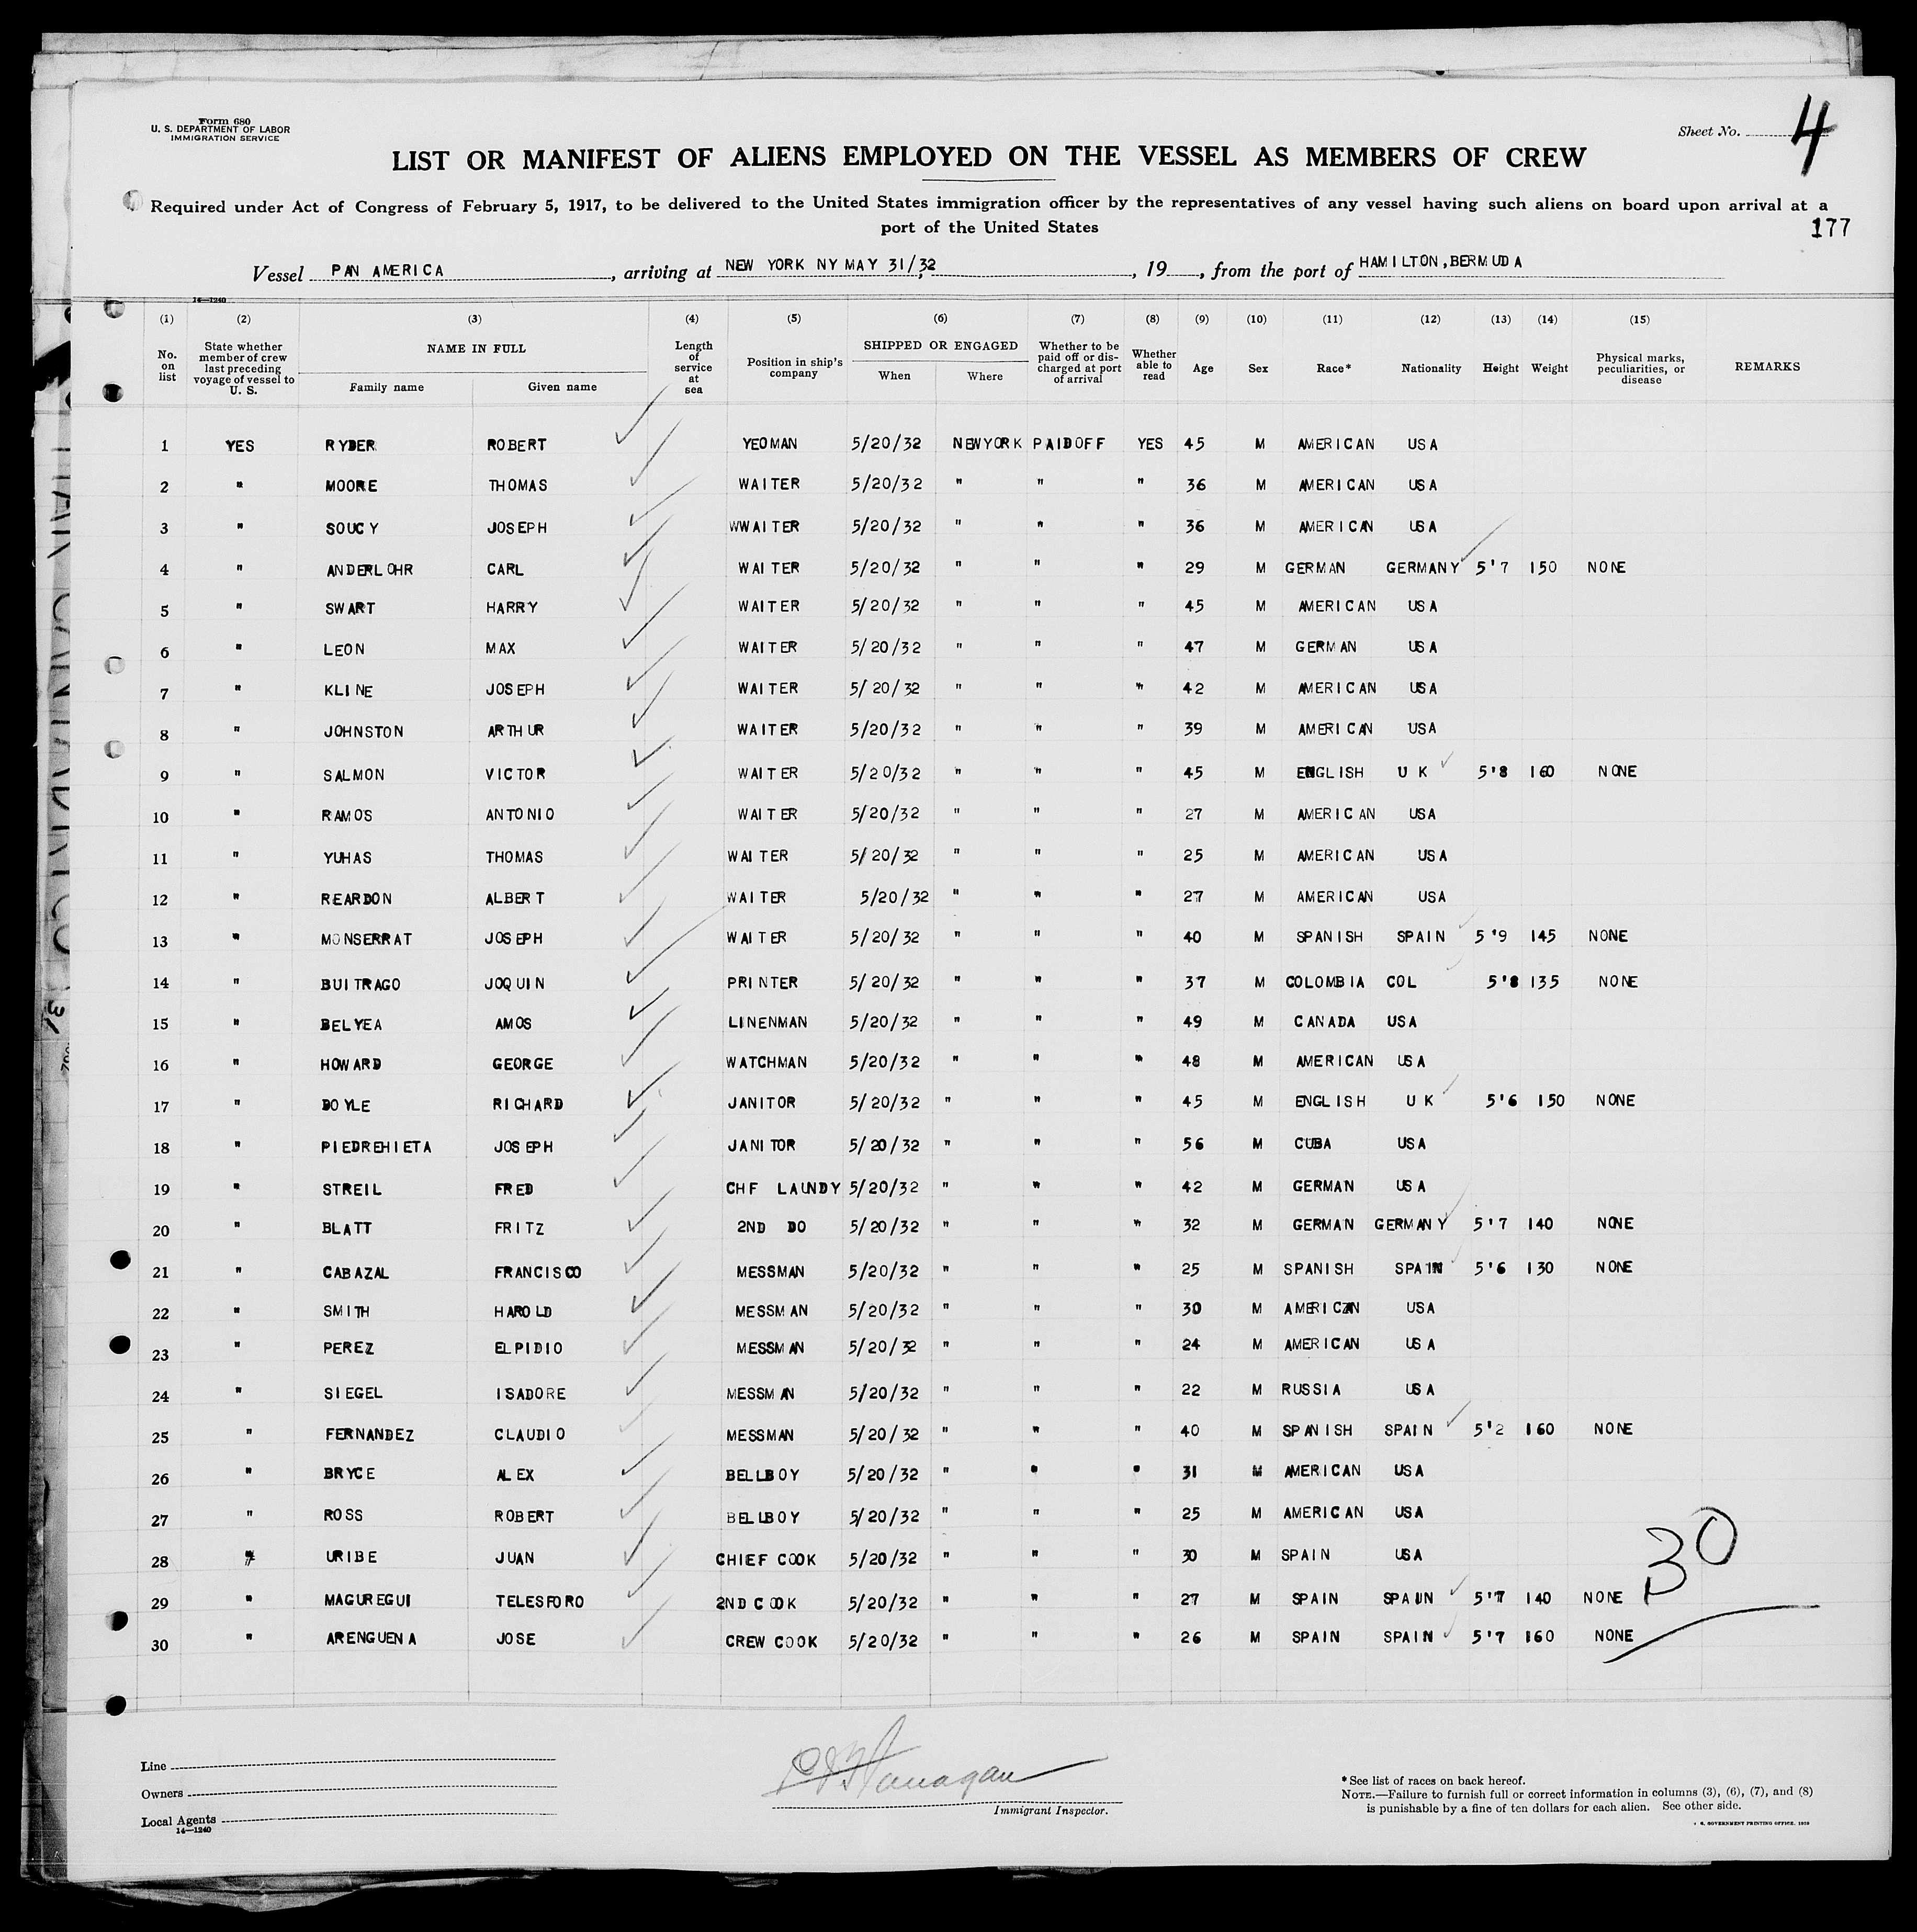 Form 680
U. S. DEPARTMENT OF LABOR
IMMIGRATION SERVICE
Sheet No. 4
LIST OR MANIFEST OF ALIENS EMPLOYED ON THE VESSEL AS MEMBERS OF CREW
Required under Act of Congress of February 5, 1917, to be delivered to the United States immigration officer by the representatives of any vessel having such aliens on board upon arrival at a
port of the United States
177
Vessel PAN AMERICA, arriving at NEW YORK NY MAY 31/32, 19, from the port of HAMILTON,BERMUDA
14—1240
(1) (2) (3) (4) (5) (6) (7) (8) (9) (10) (11) (12) (13) (14) (15)
No. on list
State whether member of crew last preceding voyage of vessel to U. S.
NAME IN FULL
Family name
Given name
Length of service at sea
Position in ship's company
SHIPPED OR ENGAGED
When
Where
Whether to be paid off or discharged at port of arrival
Whether able to read
Age
Sex
Race*
Nationality
Height
Weight
Physical marks, peculiarities, or disease
REMARKS
1 YES RYDER ROBERT YEOMAN 5/20/32 NEWYORK PAIDOFF YES 45 M AMERICAN USA
2 " MOORE THOMAS WAITER 5/20/32 " " " 36 M AMERICAN USA
3 " SOUCY JOSEPH WWAITER 5/20/32 " " " 36 M AMERICAN USA
4 " ANDERLOHR CARL WAITER 5/20/32 " " " 29 M GERMAN GERMANY 5'7 150 NONE
5 " SWART HARRY WAITER 5/20/32 " " " 45 M AMERICAN USA
6 " LEON MAX WAITER 5/20/32 " " " 47 M GERMAN USA
7 " KLINE JOSEPH WAITER 5/20/32 " " " 42 M AMERICAN USA
8 " JOHNSTON ARTHUR WAITER 5/20/32 " " " 39 M AMERICAN USA
9 " SALMON VICTOR WAITER 5/20/32 " " " 45 M ENGLISH U K 5'8 160 NONE
10 " RAMOS ANTONIO WAITER 5/20/32 " " " 27 M AMERICAN USA
11 " YUHAS THOMAS WAITER 5/20/32 " " " 25 M AMERICAN USA
12 " REARDON ALBERT WAITER 5/20/32 " " " 27 M AMERICAN USA
13 " MONSERRAT JOSEPH WAITER 5/20/32 " " " 40 M SPANISH SPAIN 5'9 145 NONE
14 " BUITRAGO JOQUIN PRINTER 5/20/32 " " " 37 M COLOMBIA COL 5'8 135 NONE
15 " BELYEA AMOS LINENMAN 5/20/32 " " " 49 M CANADA USA
16 " HOWARD GEORGE WATCHMAN 5/20/32 " " " 48 M AMERICAN USA
17 " DOYLE RICHARD JANITOR 5/20/32 " " " 45 M ENGLISH U K 5'6 150 NONE
18 " PIEDREHIETA JOSEPH JANITOR 5/20/32 " " " 56 M CUBA USA
19 " STREIL FRED CHF LAUNDY 5/20/32 " " " 42 M GERMAN USA
20 " BLATT FRITZ 2ND DO 5/20/32 " " " 32 M GERMAN GERMANY 5'7 140 NONE
21 " CABAZAL FRANCISCO MESSMAN 5/20/32 " " " 25 M SPANISH SPAIN 5'6 130 NONE
22 " SMITH HAROLD MESSMAN 5/20/32 " " " 30 M AMERICAN USA
23 " PEREZ ELPIDIO MESSMAN 5/20/32 " " " 24 M AMERICAN USA
24 " SIEGEL ISADORE MESSMAN 5/20/32 " " " 22 M RUSSIA USA
25 " FERNANDEZ CLAUDIO MESSMAN 5/20/32 " " " 40 M SPANISH SPAIN 5'2 160 NONE
26 " BRYCE ALEX BELLBOY 5/20/32 " " " 31 M AMERICAN USA
27 " ROSS ROBERT BELLBOY 5/20/32 " " " 25 M AMERICAN USA
28 " URIBE JUAN CHIEF COOK 5/20/32 " " " 30 M SPAIN USA
29 " MAGUREGUI TELESFORO 2ND COOK 5/20/32 " " " 27 M SPAIN SPAIN 5'7 140 NONE
30 " ARENGUENA JOSE CREW COOK 5/20/32 " " " 26 M SPAIN SPAIN 5'7 160 NONE
30
Line
Owners
Local Agents
14—1240
Immigrant Inspector.
* See list of races on back hereof.
NOTE.—Failure to furnish full or correct information in columns (3), (6), (7), and (8)
is punishable by a fine of ten dollars for each alien. See other side.